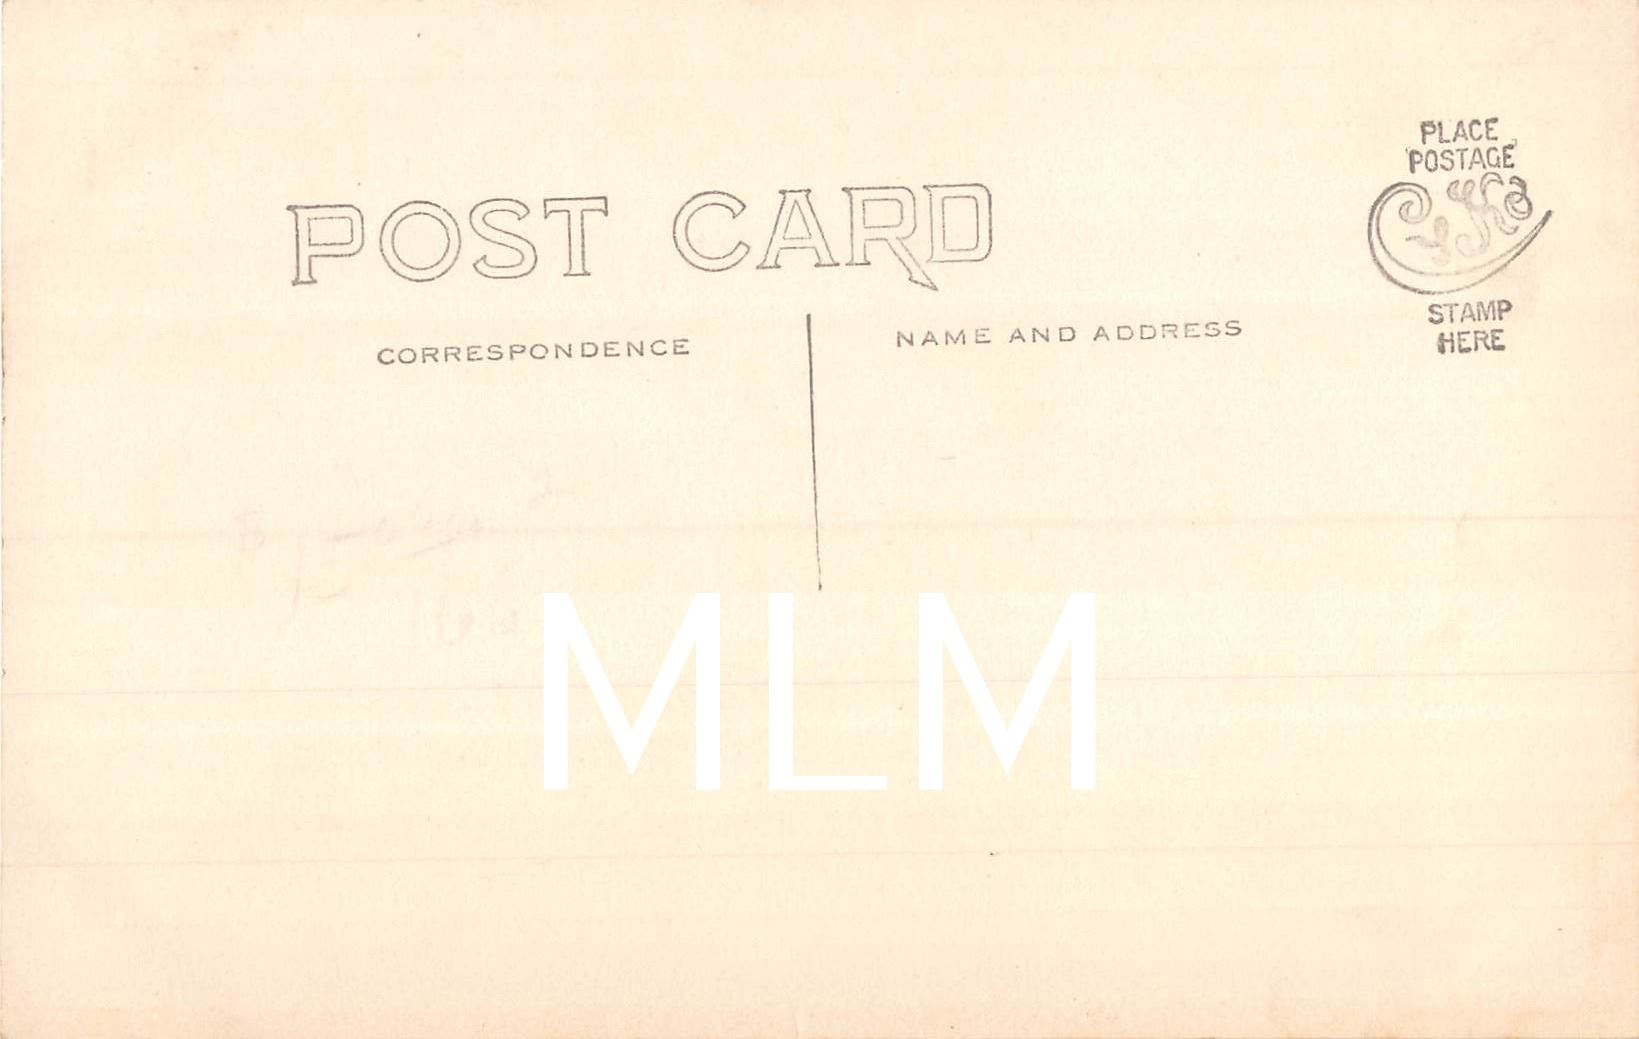 PLACE
POSTAGE
POST CARD
STAMP
HERE
CORRESPONDENCE
NAME AND ADDRESS
MLM